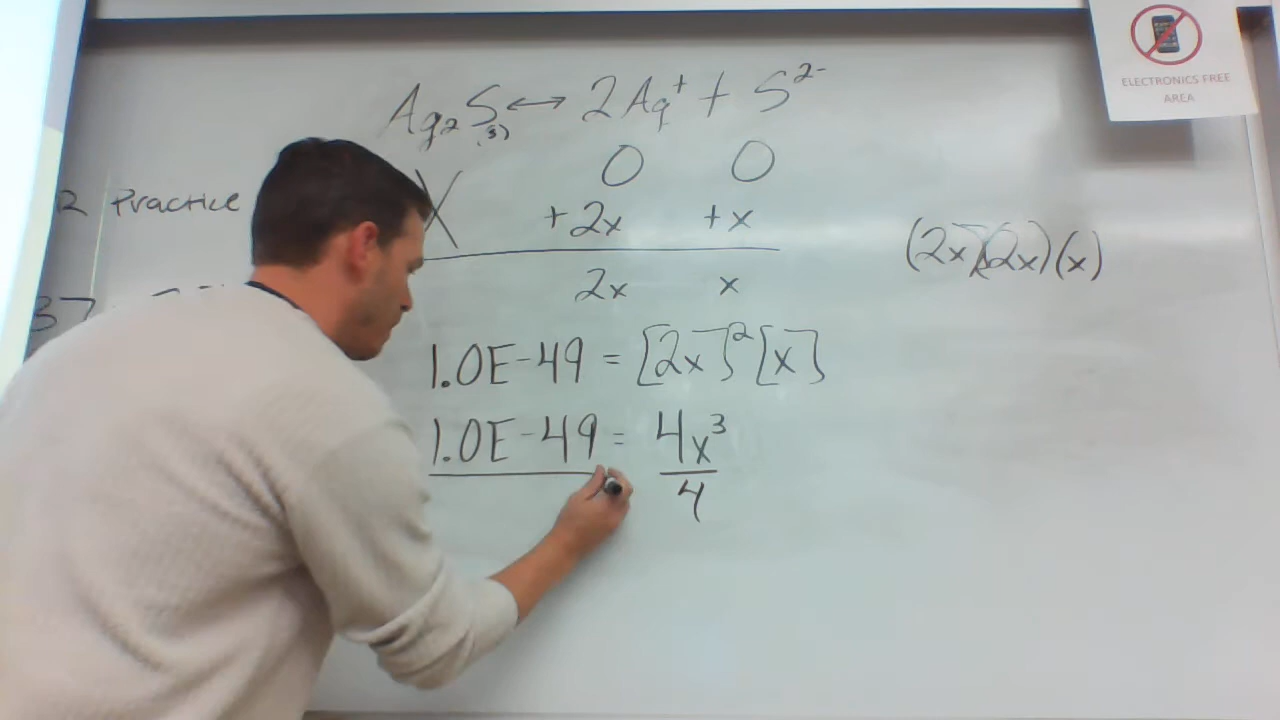 ELECTRONICS FREE
AREA
Ag₂S(s) ↔ 2Ag⁺ + S²⁻
2 Practice
X 0 0
+2x +x
2x x
(2x)(2x)(x)
37
1.0E-49 = [2x]²[x]
1.0E-49 = 4x³
4